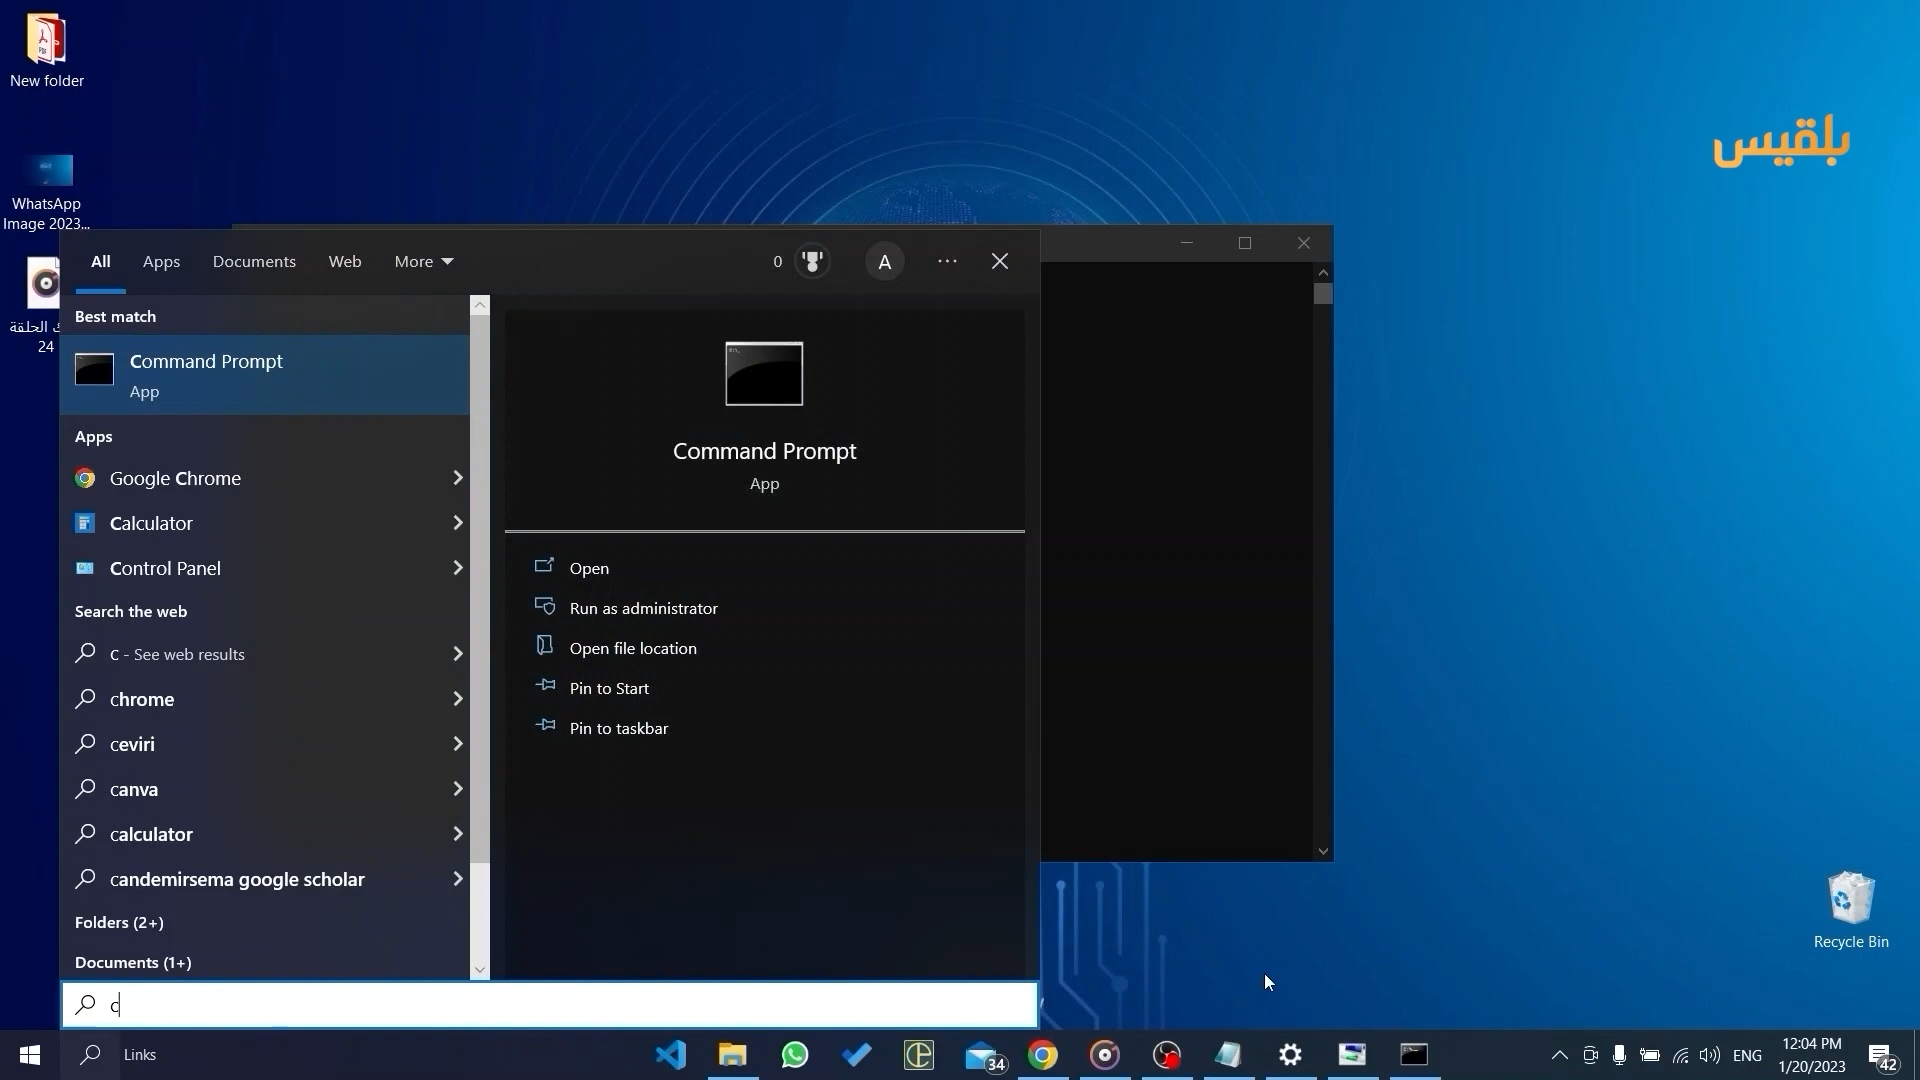 New folder
WhatsApp
Image 2023...
ك الحلقة
24
بلقيس
All
Apps
Documents
Web
More
0
A
Best match
Command Prompt
App
Apps
Google Chrome
Calculator
Control Panel
Search the web
c - See web results
chrome
ceviri
canva
calculator
candemirsema google scholar
Folders (2+)
Documents (1+)
Command Prompt
App
Open
Run as administrator
Open file location
Pin to Start
Pin to taskbar
c
Recycle Bin
Links
34
ENG
12:04 PM
1/20/2023
42